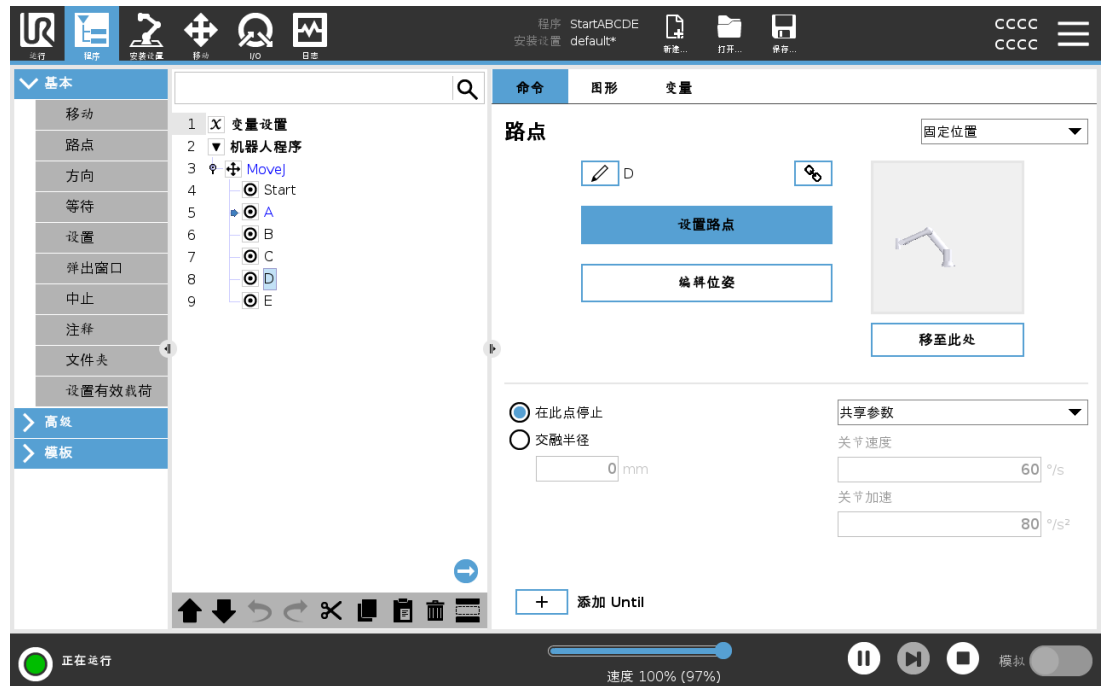 UR
运行
程序
安装设置
移动
I/O
日志
程序 StartABCDE
安装设置 default*
新建...
打开...
保存...
CCCC
CCCC
基本
移动
路点
方向
等待
设置
弹出窗口
中止
注释
文件夹
设置有效载荷
高级
模板
1 X 变量设置
2 机器人程序
3 MoveJ
4 Start
5 A
6 B
7 C
8 D
9 E
命令 图形 变量
路点
固定位置
D
设置路点
编辑位姿
移至此处
在此点停止
交融半径
0 mm
共享参数
关节速度
60 °/s
关节加速
80 °/s²
+ 添加 Until
正在运行
速度 100% (97%)
模拟